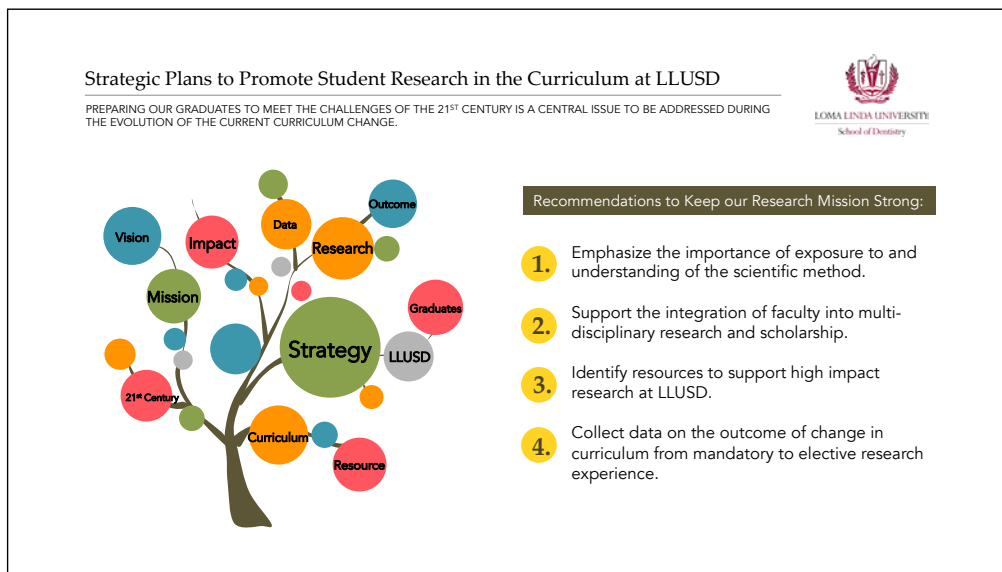 Strategic Plans to Promote Student Research in the Curriculum at LLUSD
PREPARING OUR GRADUATES TO MEET THE CHALLENGES OF THE 21ST CENTURY IS A CENTRAL ISSUE TO BE ADDRESSED DURING
THE EVOLUTION OF THE CURRENT CURRICULUM CHANGE.
LOMA LINDA UNIVERSITY
School of Dentistry
Outcome
Data
Vision
Impact
Research
Mission
Graduates
Strategy
LLUSD
21st Century
Curriculum
Resource
Recommendations to Keep our Research Mission Strong:
1. Emphasize the importance of exposure to and
understanding of the scientific method.
2. Support the integration of faculty into multi-
disciplinary research and scholarship.
3. Identify resources to support high impact
research at LLUSD.
4. Collect data on the outcome of change in
curriculum from mandatory to elective research
experience.